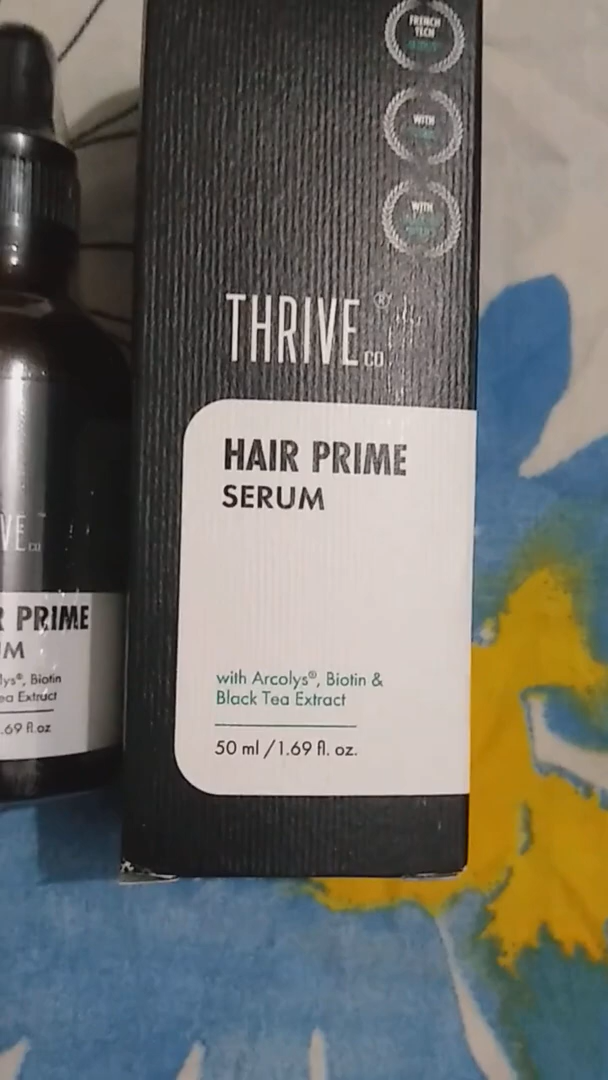 FRENCH
TECH
WITH
WITH
THRIVE® co
HAIR PRIME
SERUM
with Arcolys®, Biotin &
Black Tea Extract
50 ml / 1.69 fl. oz.
VE co
R PRIME
UM
lys®, Biotin
ea Extract
.69 fl oz